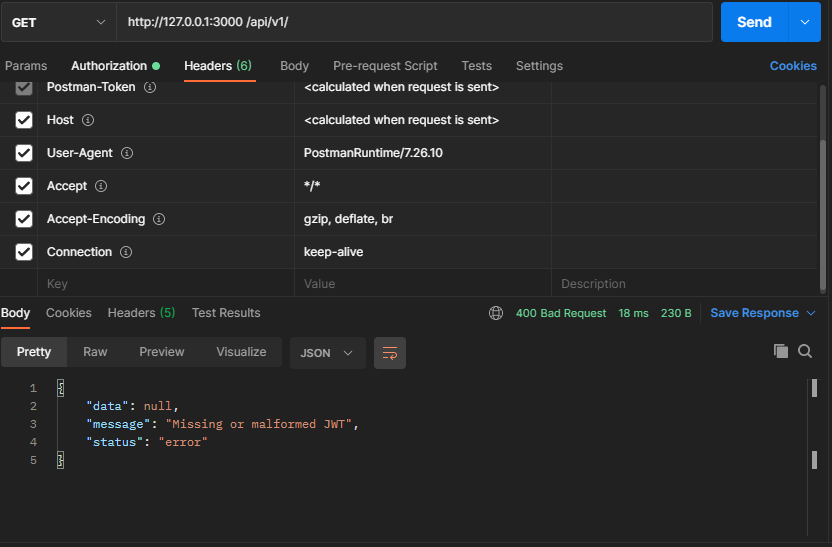 GET http://127.0.0.1:3000 /api/v1/ Send
Params Authorization Headers (6) Body Pre-request Script Tests Settings Cookies
Postman-Token <calculated when request is sent>
Host <calculated when request is sent>
User-Agent PostmanRuntime/7.26.10
Accept */*
Accept-Encoding gzip, deflate, br
Connection keep-alive
Key Value Description
Body Cookies Headers (5) Test Results 400 Bad Request 18 ms 230 B Save Response
Pretty Raw Preview Visualize JSON
1 {
2 "data": null,
3 "message": "Missing or malformed JWT",
4 "status": "error"
5 }